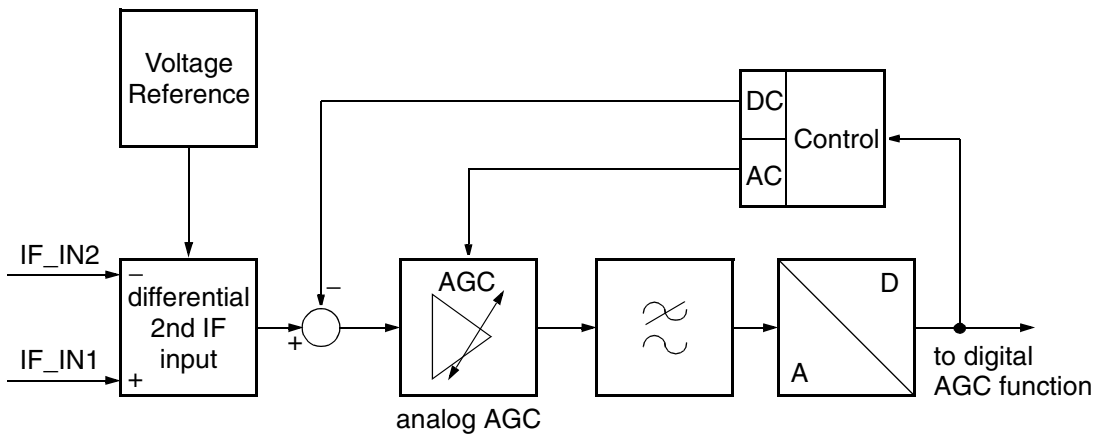 Voltage
Reference
DC
AC
Control
IF_IN2
–
differential
2nd IF
input
IF_IN1
+
–
+
AGC
analog AGC
D
A
to digital
AGC function